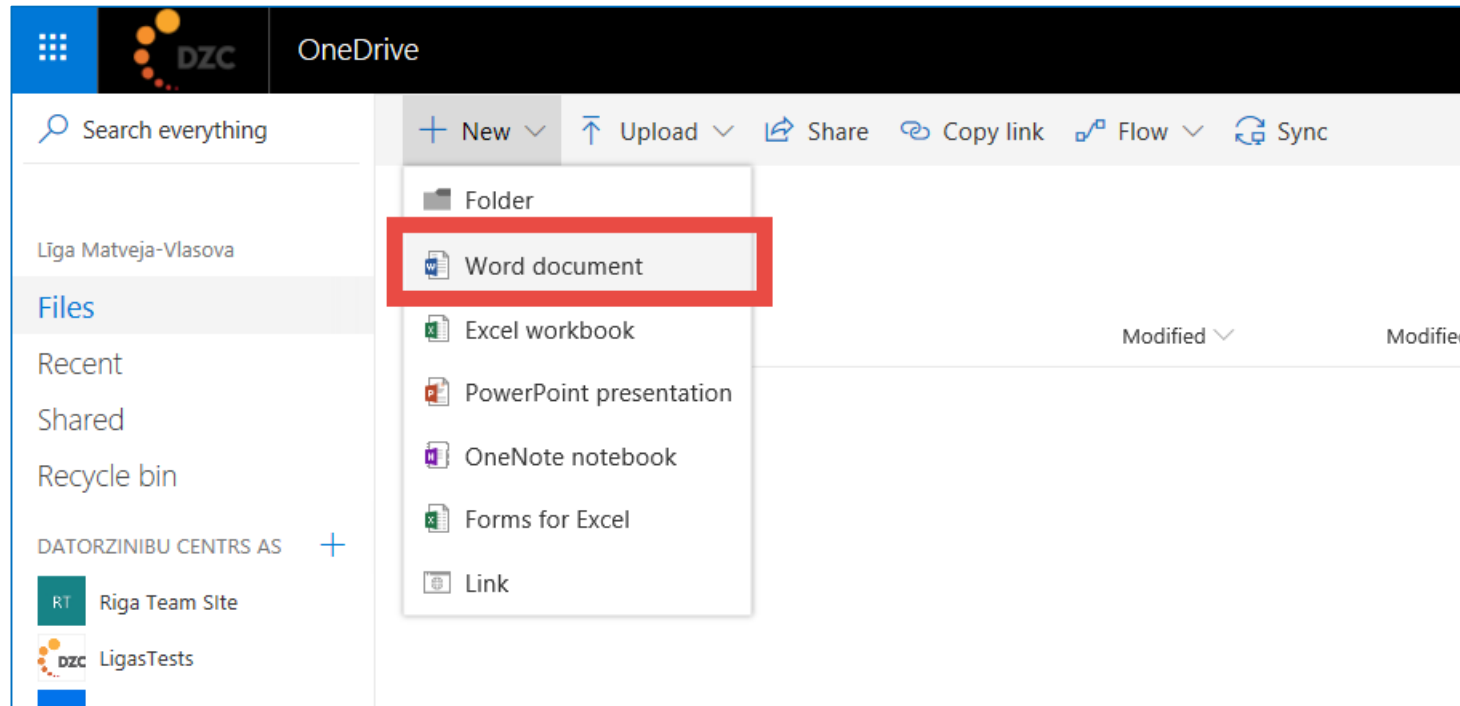 DZC
OneDrive
Search everything
New
Upload
Share
Copy link
Flow
Sync
Folder
Word document
Excel workbook
PowerPoint presentation
OneNote notebook
Forms for Excel
Link
Līga Matveja-Vlasova
Files
Recent
Shared
Recycle bin
DATORZINIBU CENTRS AS
RT Riga Team SIte
DZC LigasTests
Modified
Modified